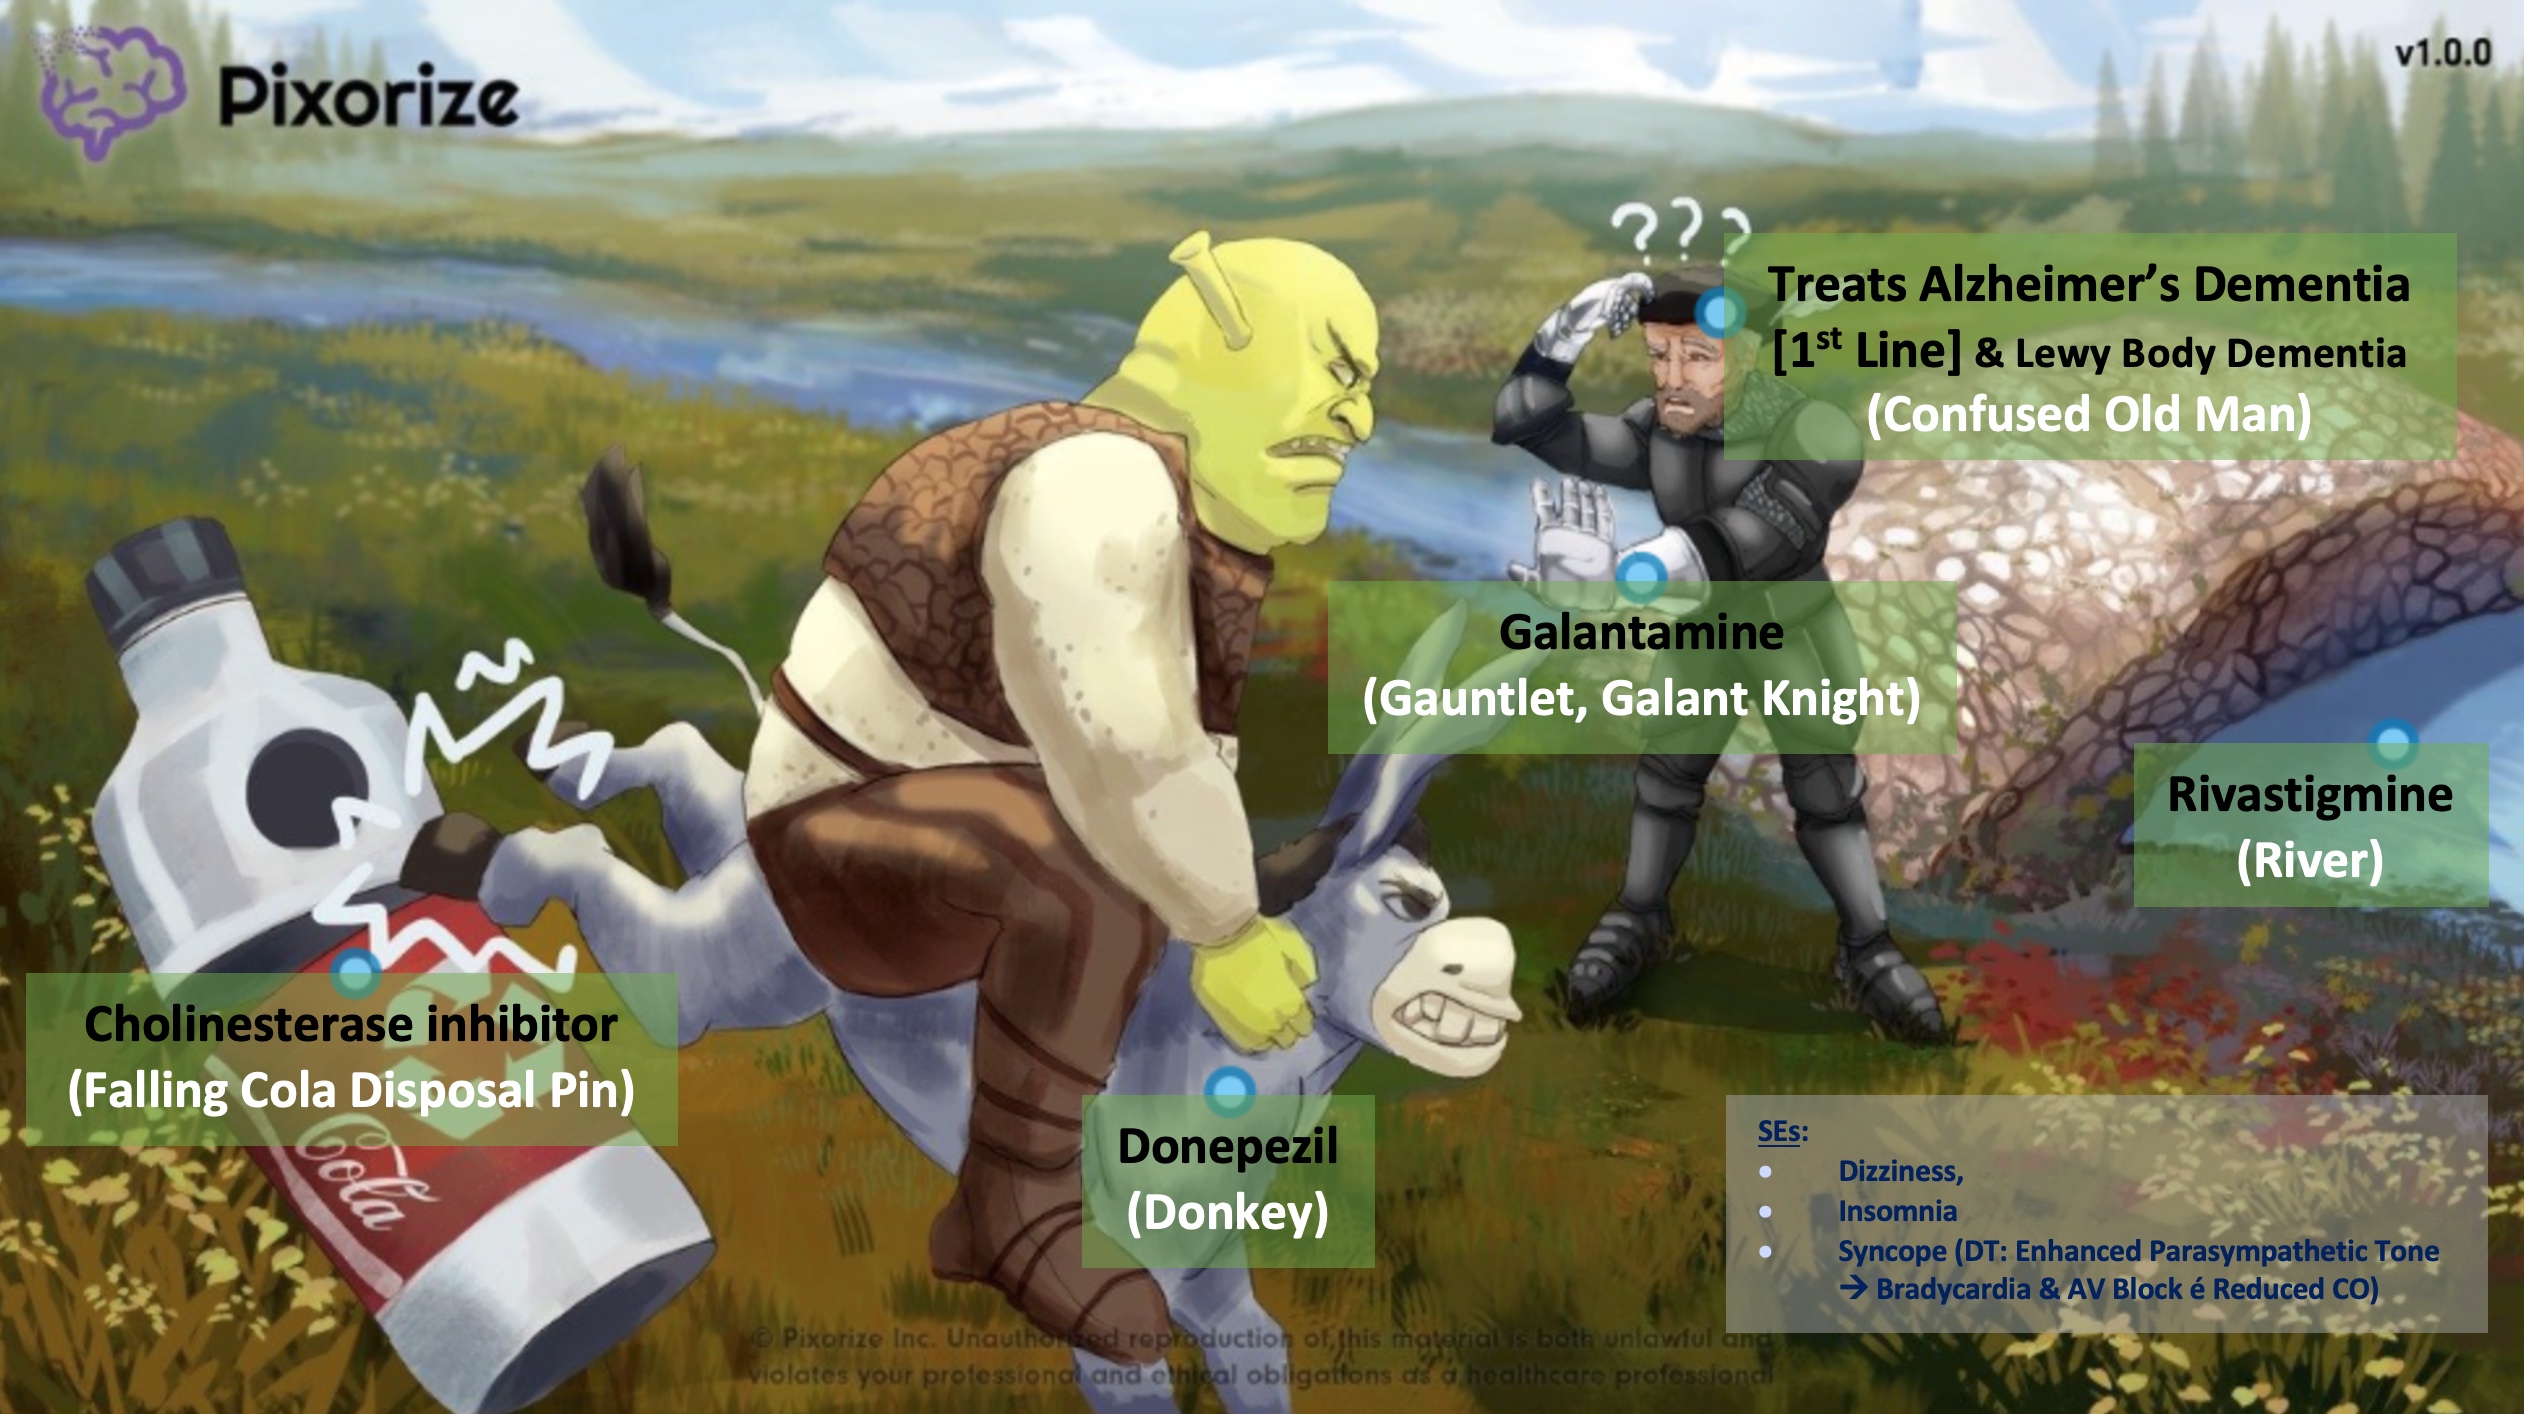 Pixorize
v1.0.0
???
Treats Alzheimer’s Dementia
[1st Line] & Lewy Body Dementia
(Confused Old Man)
Galantamine
(Gauntlet, Galant Knight)
Rivastigmine
(River)
Cholinesterase inhibitor
(Falling Cola Disposal Pin)
Cola
Donepezil
(Donkey)
SEs:
• Dizziness,
• Insomnia
• Syncope (DT: Enhanced Parasympathetic Tone
→ Bradycardia & AV Block é Reduced CO)
© Pixorize Inc. Unauthorized reproduction of this material is both unlawful and
violates your professional and ethical obligations as a healthcare professional